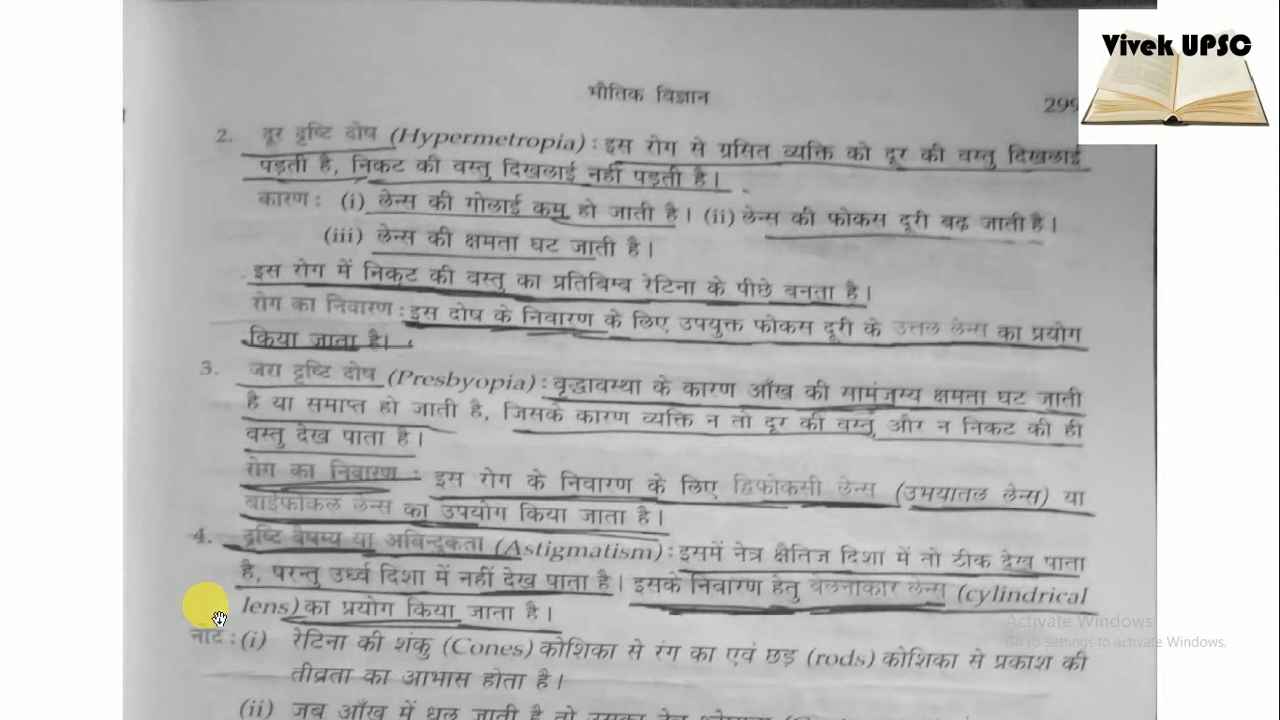 Vivek UPSC
भौतिक विज्ञान
299
2. दूर दृष्टि दोष (Hypermetropia) : इस रोग से ग्रसित व्यक्ति को दूर की वस्तु दिखलाई
पड़ती है, निकट की वस्तु दिखलाई नहीं पड़ती है।
कारण : (i) लेन्स की गोलाई कम हो जाती है। (ii) लेन्स की फोकस दूरी बढ़ जाती है।
(iii) लेन्स की क्षमता घट जाती है।
इस रोग में निकट की वस्तु का प्रतिबिम्ब रेटिना के पीछे बनता है।
रोग का निवारण : इस दोष के निवारण के लिए उपयुक्त फोकस दूरी के उत्तल लेन्स का प्रयोग
किया जाता है।
3. जरा दृष्टि दोष (Presbyopia) : वृद्धावस्था के कारण आँख की सामंजस्य क्षमता घट जाती
है या समाप्त हो जाती है, जिसके कारण व्यक्ति न तो दूर की वस्तु और न निकट की ही
वस्तु देख पाता है।
रोग का निवारण : इस रोग के निवारण के लिए द्विफोकसी लेन्स (उभयातल लेन्स) या
बाईफोकल लेन्स का उपयोग किया जाता है।
4. दृष्टि वैषम्य या अबिन्दुकता (Astigmatism) : इसमें नेत्र क्षैतिज दिशा में तो ठीक देख पाता
है, परन्तु उर्ध्व दिशा में नहीं देख पाता है। इसके निवारण हेतु बेलनाकार लेन्स (cylindrical
lens) का प्रयोग किया जाता है।
नोट : (i) रेटिना की शंकु (Cones) कोशिका से रंग का एवं छड़ (rods) कोशिका से प्रकाश की
तीव्रता का आभास होता है।
(ii) जब आँख में धूल जाती है तो उसका
Activate Windows
Go to Settings to activate Windows.